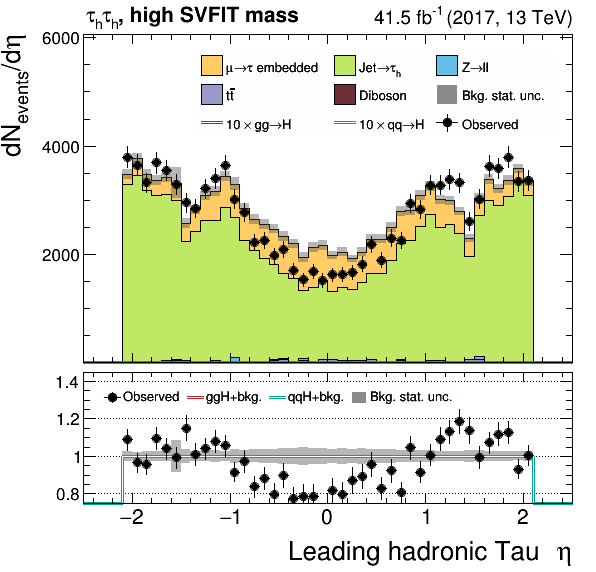 τhτh, high SVFIT mass 41.5 fb-1 (2017, 13 TeV)
dNevents/dη
6000
4000
2000
μ→τ embedded Jet→τh Z→ll
tt̄ Diboson Bkg. stat. unc.
10 × gg→H 10 × qq→H Observed
1.4
1.2
1
0.8
Observed ggH+bkg. qqH+bkg. Bkg. stat. unc.
−2 −1 0 1 2
Leading hadronic Tau η